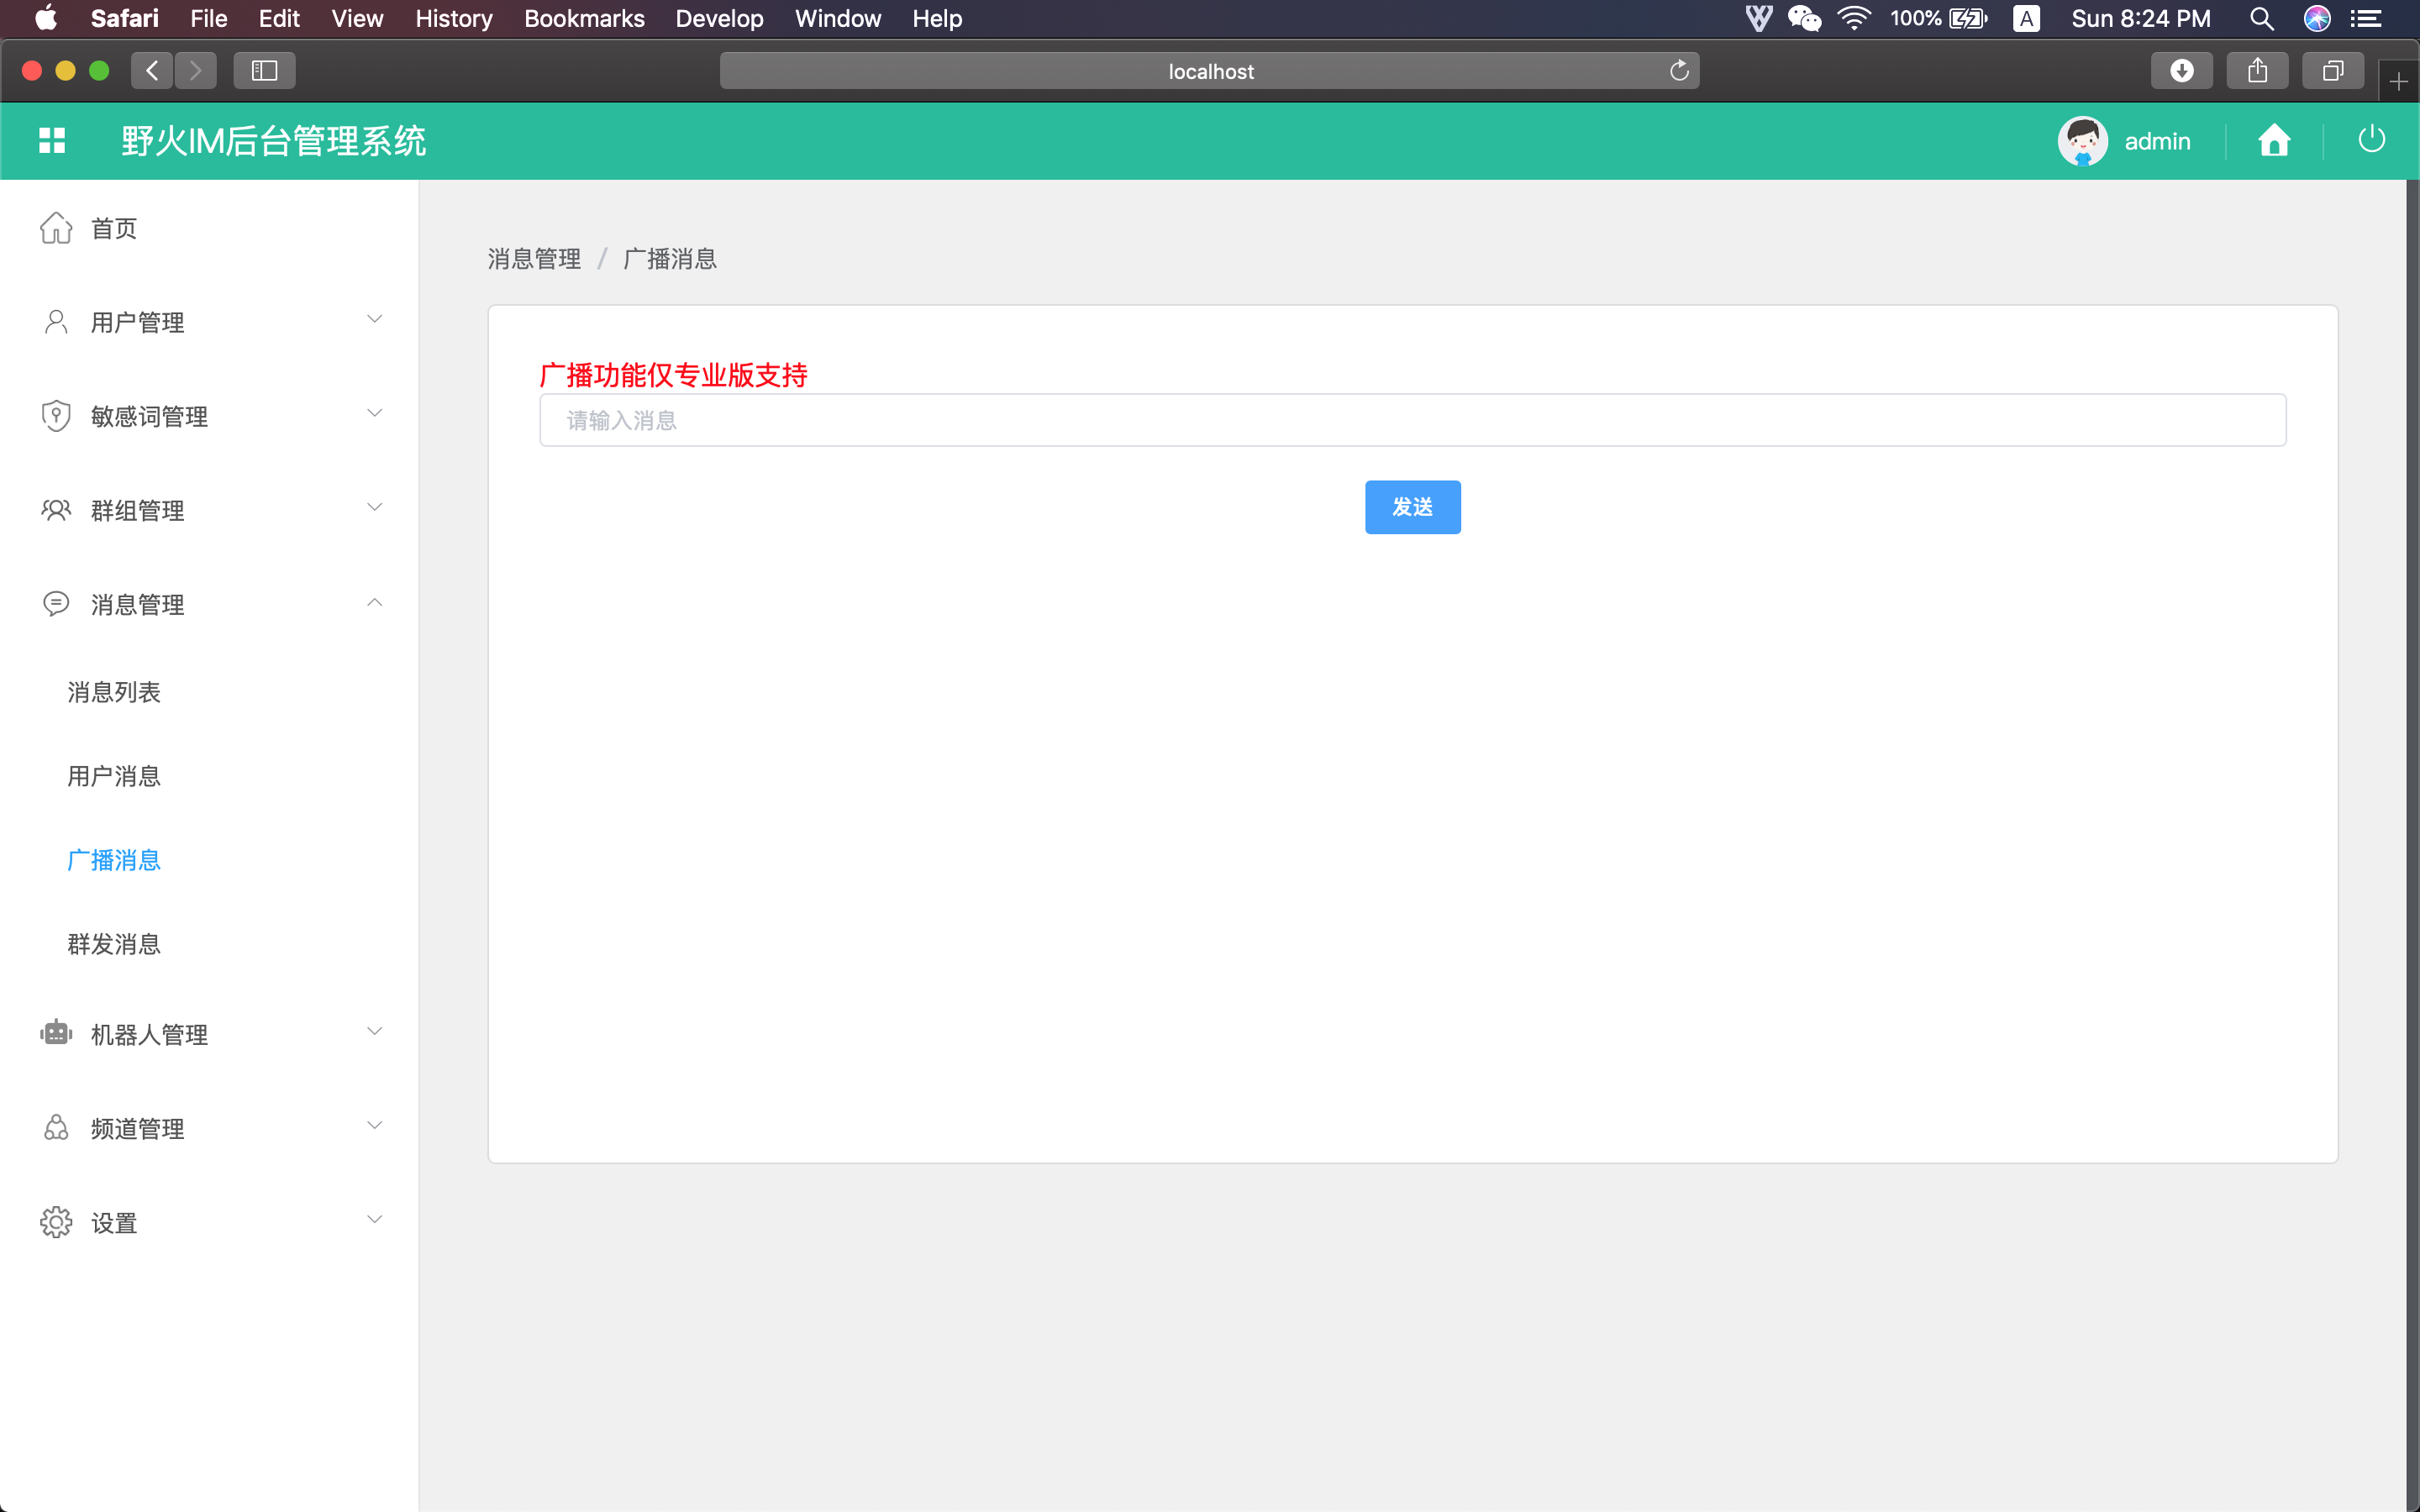 Safari File Edit View History Bookmarks Develop Window Help 100% A Sun 8:24 PM
localhost
野火IM后台管理系统 admin
首页
用户管理
敏感词管理
群组管理
消息管理
消息列表
用户消息
广播消息
群发消息
机器人管理
频道管理
设置
消息管理 / 广播消息
广播功能仅专业版支持
请输入消息
发送